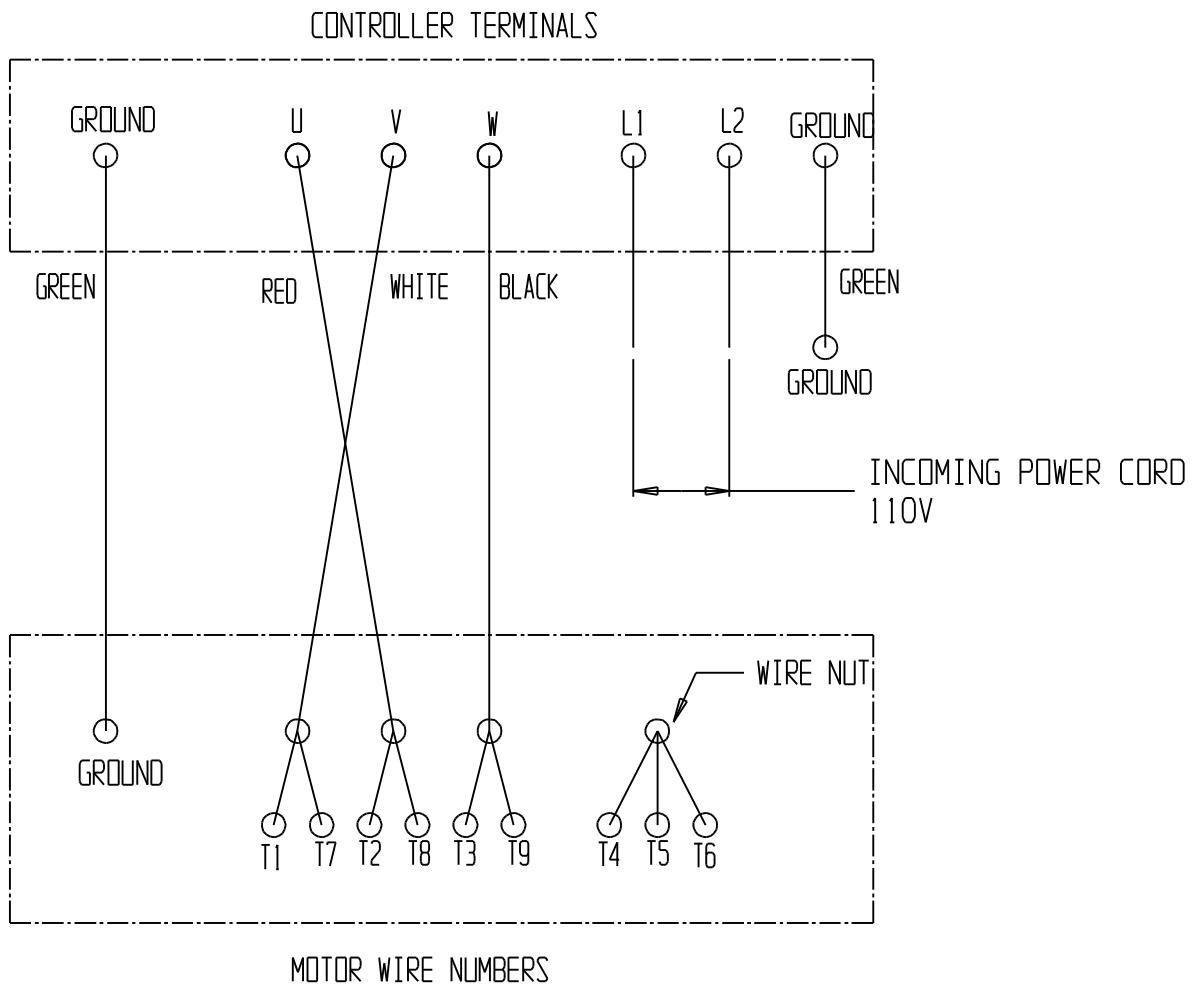 CONTROLLER TERMINALS
GROUND U V W L1 L2 GROUND
GREEN RED WHITE BLACK GREEN
GROUND
INCOMING POWER CORD
110V
WIRE NUT
GROUND
T1 T7 T2 T8 T3 T9 T4 T5 T6
MOTOR WIRE NUMBERS